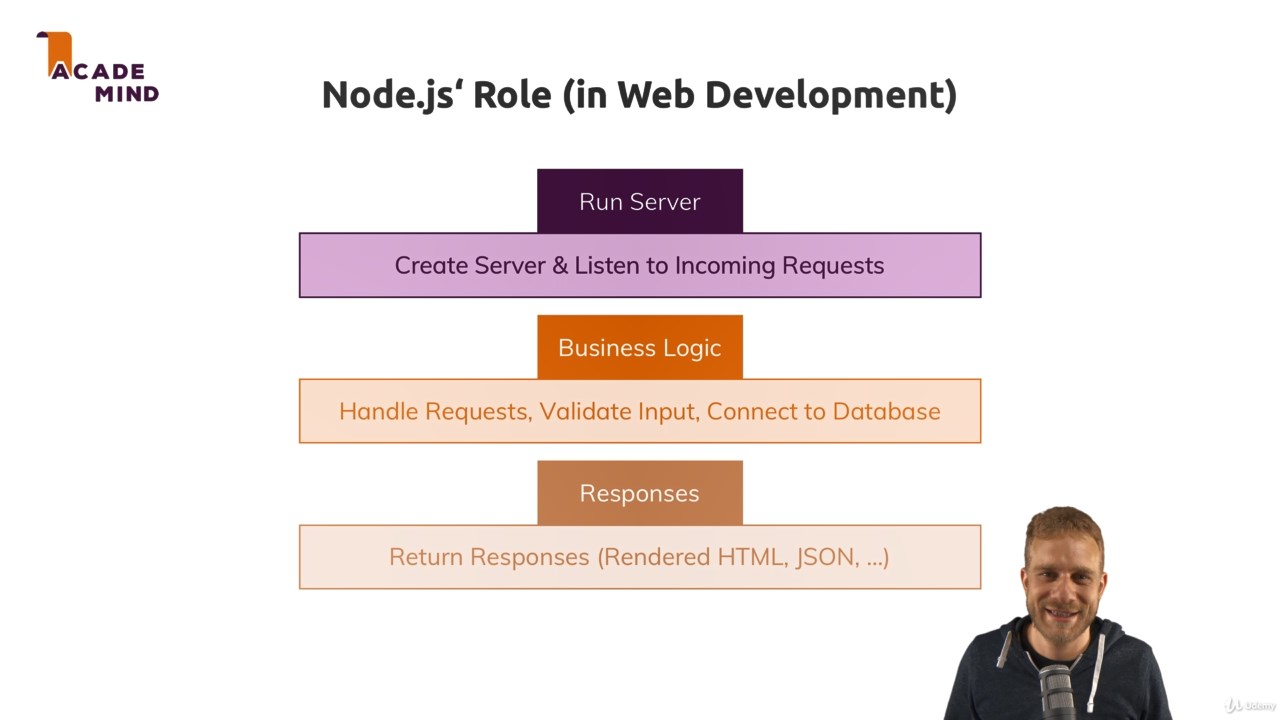 ACADE
MIND
Node.js‘ Role (in Web Development)
Run Server
Create Server & Listen to Incoming Requests
Business Logic
Handle Requests, Validate Input, Connect to Database
Responses
Return Responses (Rendered HTML, JSON, ...)
Udemy